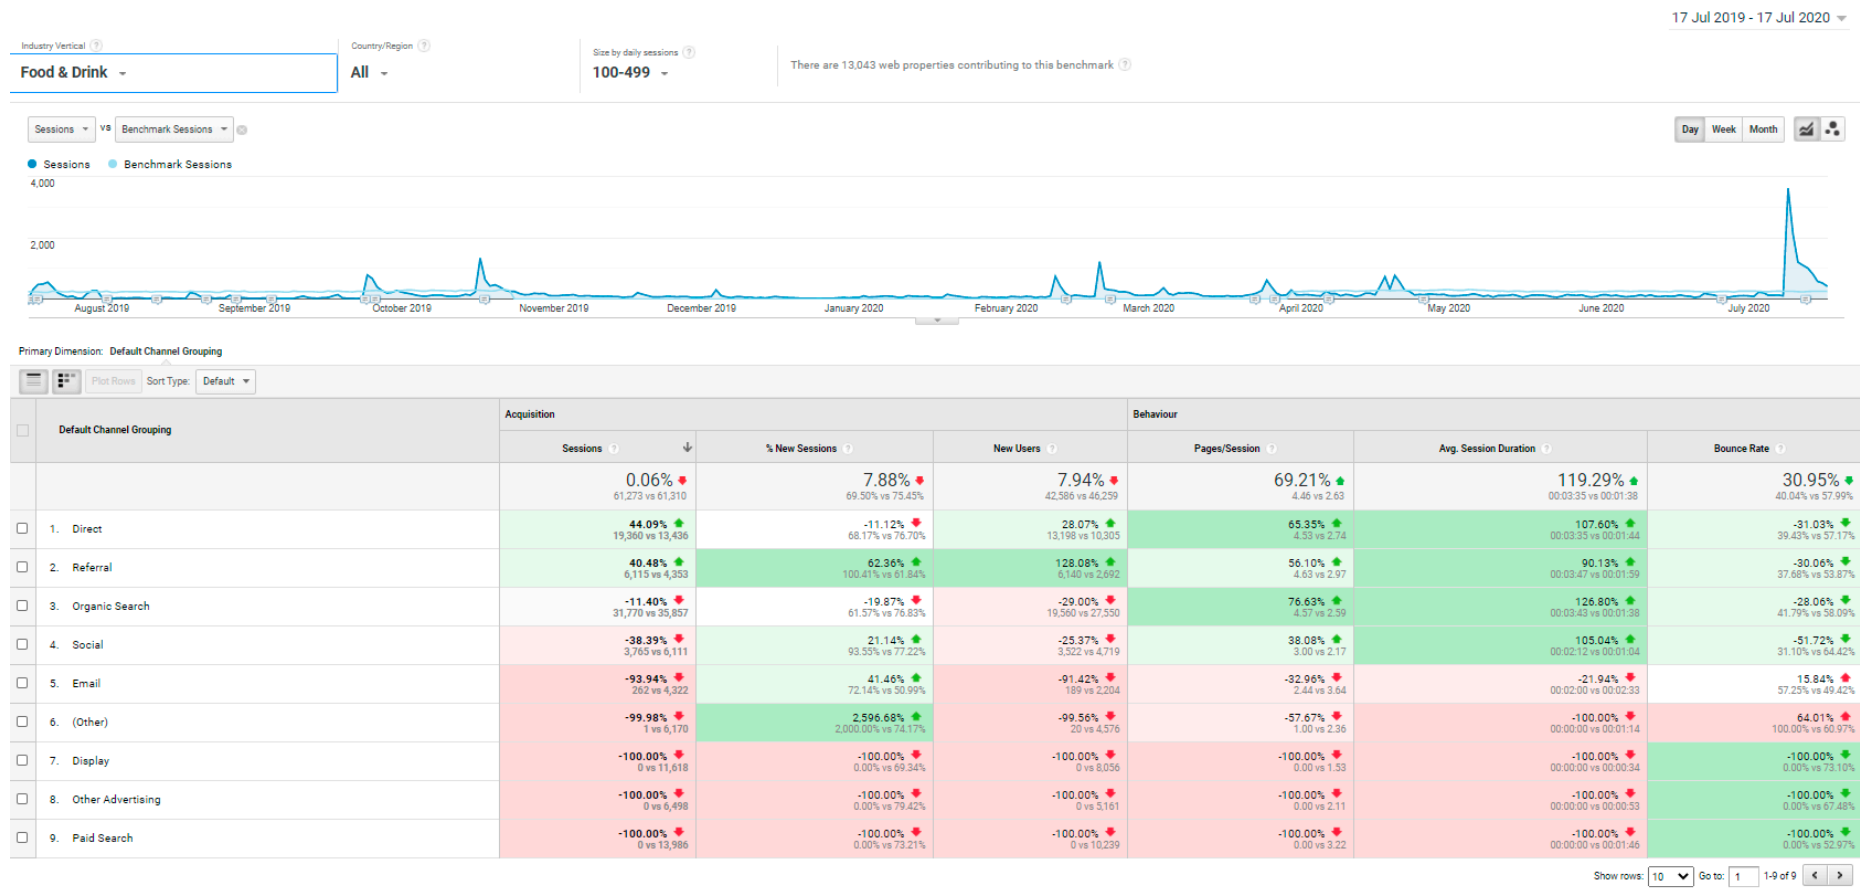 17 Jul 2019 - 17 Jul 2020
Industry Vertical ?
Food & Drink
Country/Region ?
All
Size by daily sessions ?
100-499
There are 13,043 web properties contributing to this benchmark ?
Sessions vs Benchmark Sessions
Day Week Month
Sessions Benchmark Sessions
4,000
2,000
August 2019 September 2019 October 2019 November 2019 December 2019 January 2020 February 2020 March 2020 April 2020 May 2020 June 2020 July 2020
Primary Dimension: Default Channel Grouping
Plot Rows Sort Type: Default
Default Channel Grouping
Acquisition Behaviour
Sessions ? % New Sessions ? New Users ? Pages/Session ? Avg. Session Duration ? Bounce Rate ?
0.06% 7.88% 7.94% 69.21% 119.29% 30.95%
61,273 vs 61,310 69.50% vs 75.45% 42,586 vs 46,259 4.46 vs 2.63 00:03:35 vs 00:01:38 40.04% vs 57.99%
1. Direct 44.09% -11.12% 28.07% 65.35% 107.60% -31.03%
19,360 vs 13,436 68.17% vs 76.70% 13,198 vs 10,305 4.53 vs 2.74 00:03:35 vs 00:01:44 39.43% vs 57.17%
2. Referral 40.48% 62.36% 128.08% 56.10% 90.13% -30.06%
6,115 vs 4,353 100.41% vs 61.84% 6,140 vs 2,692 4.63 vs 2.97 00:03:47 vs 00:01:59 37.68% vs 53.87%
3. Organic Search -11.40% -19.87% -29.00% 76.63% 126.80% -28.06%
31,770 vs 35,857 61.57% vs 76.83% 19,560 vs 27,550 4.57 vs 2.59 00:03:43 vs 00:01:38 41.79% vs 58.09%
4. Social -38.39% 21.14% -25.37% 38.08% 105.04% -51.72%
3,765 vs 6,111 93.55% vs 77.22% 3,522 vs 4,719 3.00 vs 2.17 00:02:12 vs 00:01:04 31.10% vs 64.42%
5. Email -93.94% 41.46% -91.42% -32.96% -21.94% 15.84%
262 vs 4,322 72.14% vs 50.99% 189 vs 2,204 2.44 vs 3.64 00:02:00 vs 00:02:33 57.25% vs 49.42%
6. (Other) -99.98% 2,596.68% -99.56% -57.67% -100.00% 64.01%
1 vs 6,170 2,000.00% vs 74.17% 20 vs 4,576 1.00 vs 2.36 00:00:00 vs 00:01:14 100.00% vs 60.97%
7. Display -100.00% -100.00% -100.00% -100.00% -100.00% -100.00%
0 vs 11,618 0.00% vs 69.34% 0 vs 8,056 0.00 vs 1.53 00:00:00 vs 00:00:34 0.00% vs 73.10%
8. Other Advertising -100.00% -100.00% -100.00% -100.00% -100.00% -100.00%
0 vs 6,498 0.00% vs 79.42% 0 vs 5,161 0.00 vs 2.11 00:00:00 vs 00:00:53 0.00% vs 67.48%
9. Paid Search -100.00% -100.00% -100.00% -100.00% -100.00% -100.00%
0 vs 13,986 0.00% vs 73.21% 0 vs 10,239 0.00 vs 3.22 00:00:00 vs 00:01:46 0.00% vs 52.97%
Show rows: 10 Go to: 1 1-9 of 9